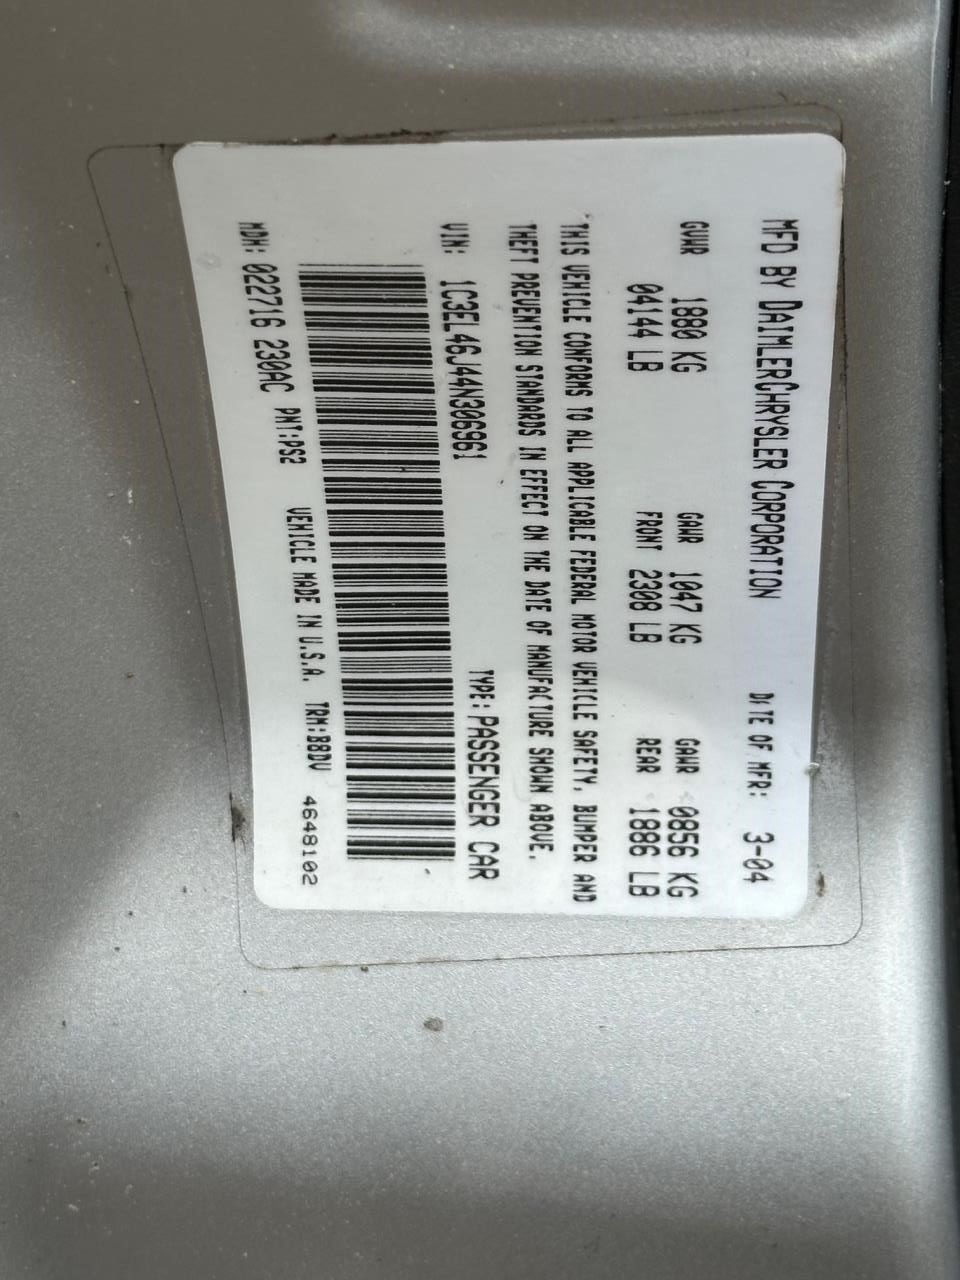 MFD BY DAIMLERCHRYSLER CORPORATION DATE OF MFR: 3-04
GVWR 1880 KG GAWR 1047 KG GAWR 0856 KG
04144 LB FRONT 2308 LB REAR 1886 LB
THIS VEHICLE CONFORMS TO ALL APPLICABLE FEDERAL MOTOR VEHICLE SAFETY, BUMPER AND
THEFT PREVENTION STANDARDS IN EFFECT ON THE DATE OF MANUFACTURE SHOWN ABOVE.
VIN: 1C3EL46J44N306961 TYPE: PASSENGER CAR
MDH: 022716 230AC PNT:PS2 VEHICLE MADE IN U.S.A. TRM:BBDV 4648102